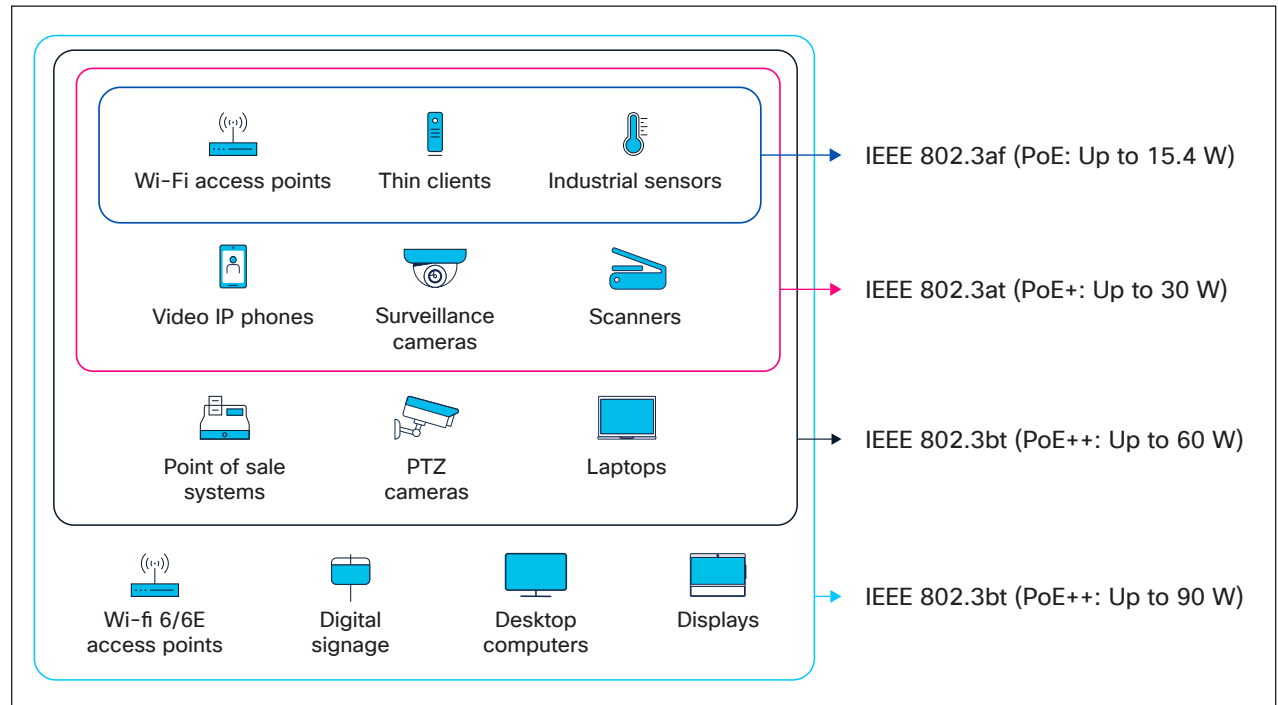 Wi-Fi access points
Thin clients
Industrial sensors
IEEE 802.3af (PoE: Up to 15.4 W)
Video IP phones
Surveillance
cameras
Scanners
IEEE 802.3at (PoE+: Up to 30 W)
Point of sale
systems
PTZ
cameras
Laptops
IEEE 802.3bt (PoE++: Up to 60 W)
Wi-fi 6/6E
access points
Digital
signage
Desktop
computers
Displays
IEEE 802.3bt (PoE++: Up to 90 W)